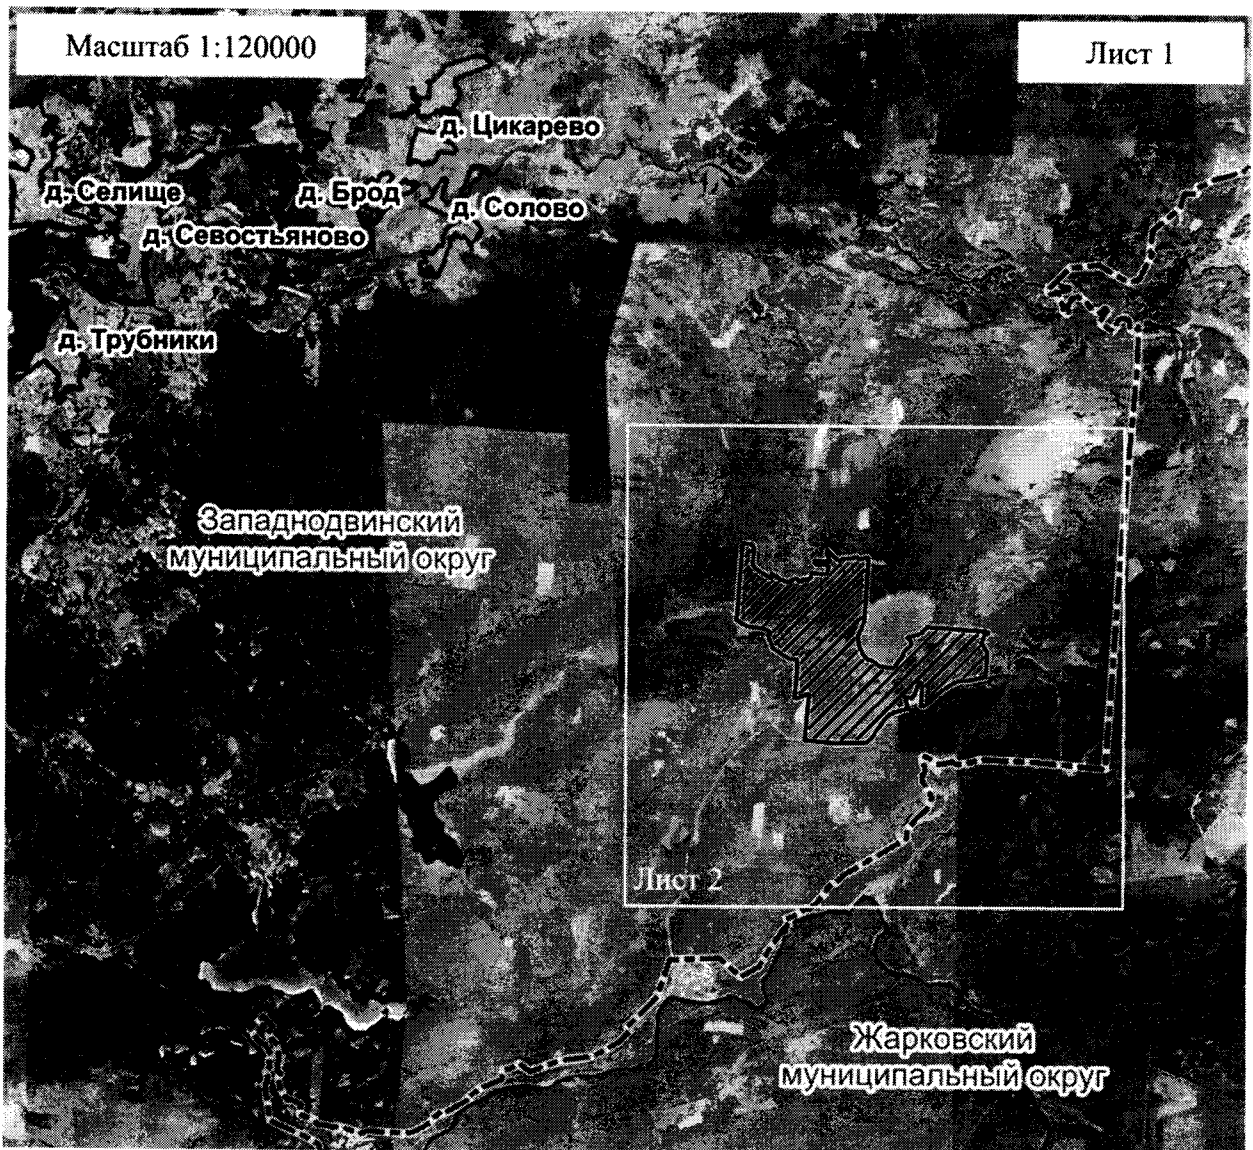 Масштаб 1:120000
Лист 1
д. Цикарево
д. Селище
д. Брод
д. Солово
д. Севостьяново
д. Трубники
Западнодвинский
муниципальный округ
Лист 2
Жарковский
муниципальный округ